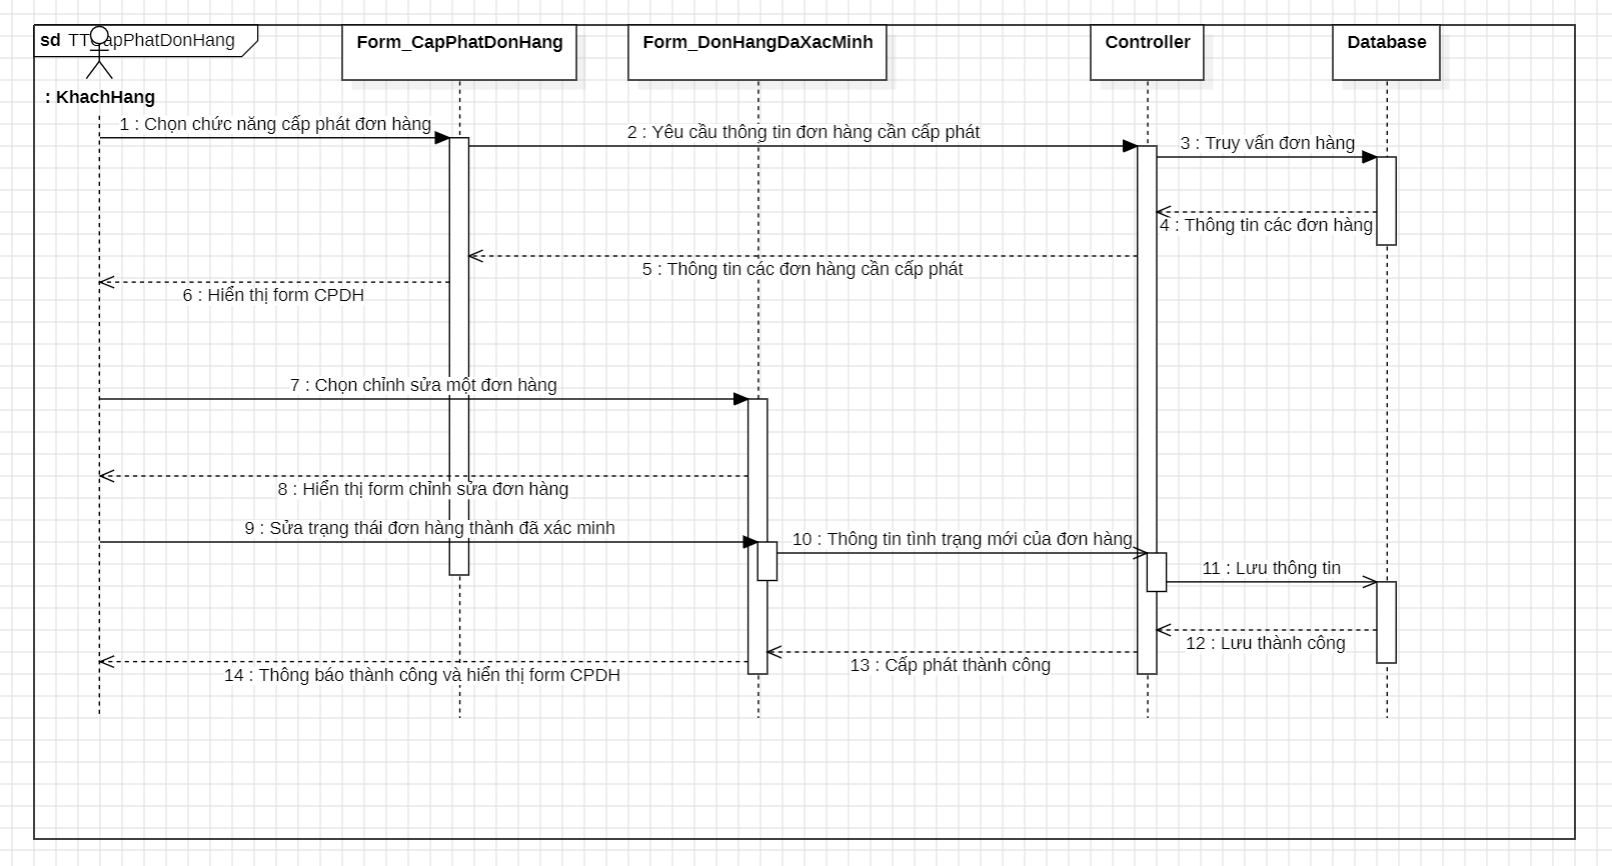 sd TTCapPhatDonHang
Form_CapPhatDonHang
Form_DonHangDaXacMinh
Controller
Database
: KhachHang
1 : Chọn chức năng cấp phát đơn hàng
2 : Yêu cầu thông tin đơn hàng cần cấp phát
3 : Truy vấn đơn hàng
4 : Thông tin các đơn hàng
5 : Thông tin các đơn hàng cần cấp phát
6 : Hiển thị form CPDH
7 : Chọn chỉnh sửa một đơn hàng
8 : Hiển thị form chỉnh sửa đơn hàng
9 : Sửa trạng thái đơn hàng thành đã xác minh
10 : Thông tin tình trạng mới của đơn hàng
11 : Lưu thông tin
12 : Lưu thành công
13 : Cấp phát thành công
14 : Thông báo thành công và hiển thị form CPDH